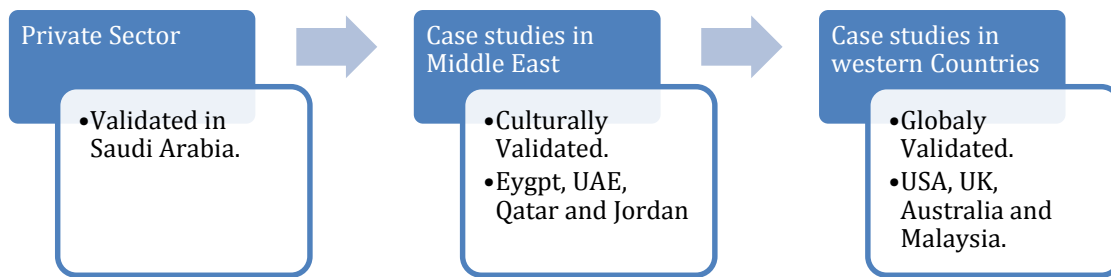 Private Sector
•Validated in
Saudi Arabia.
Case studies in
Middle East
•Culturally
Validated.
•Eygpt, UAE,
Qatar and Jordan
Case studies in
western Countries
•Globaly
Validated.
•USA, UK,
Australia and
Malaysia.